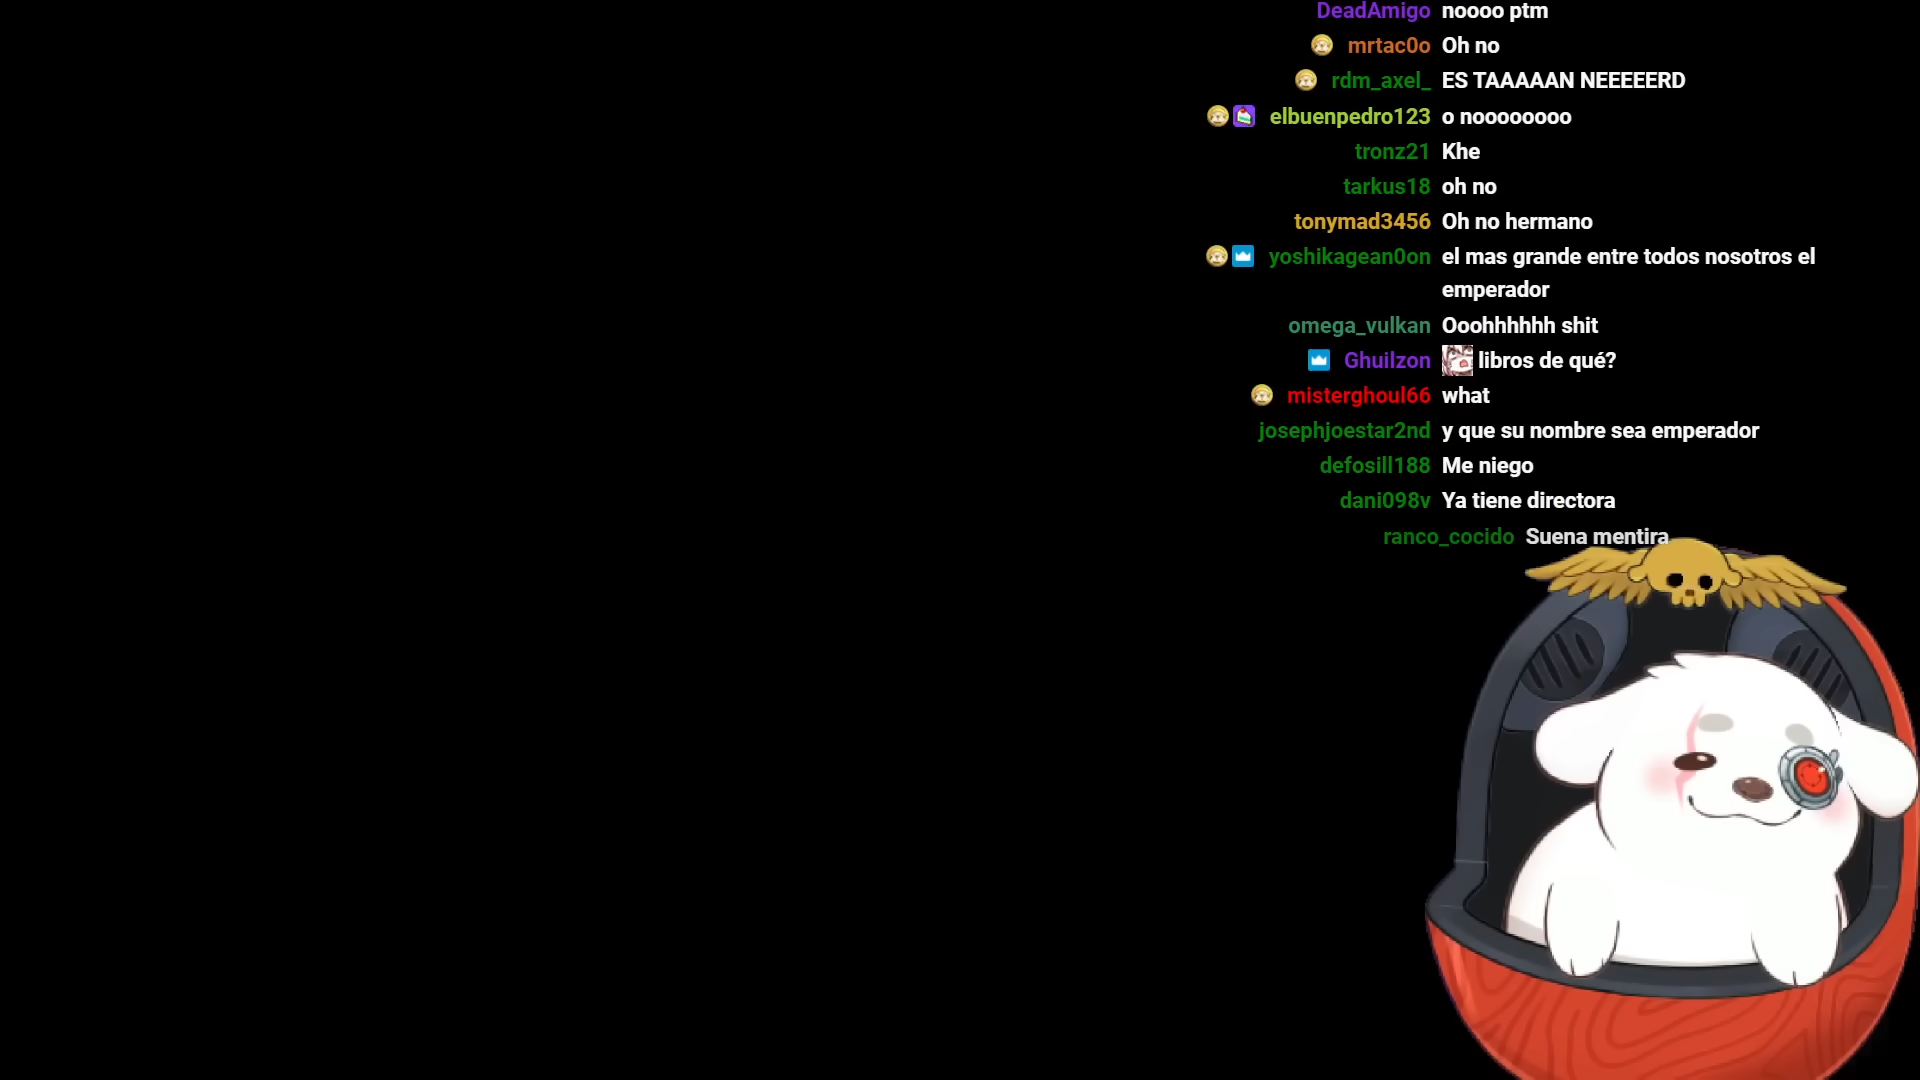 DeadAmigo noooo ptm
mrtac0o Oh no
rdm_axel_ ES TAAAAAN NEEEEERD
elbuenpedro123 o noooooooo
tronz21 Khe
tarkus18 oh no
tonymad3456 Oh no hermano
yoshikagean0on el mas grande entre todos nosotros el
emperador
omega_vulkan Ooohhhhhh shit
Ghuilzon libros de qué?
misterghoul66 what
josephjoestar2nd y que su nombre sea emperador
defosill188 Me niego
dani098v Ya tiene directora
ranco_cocido Suena mentira